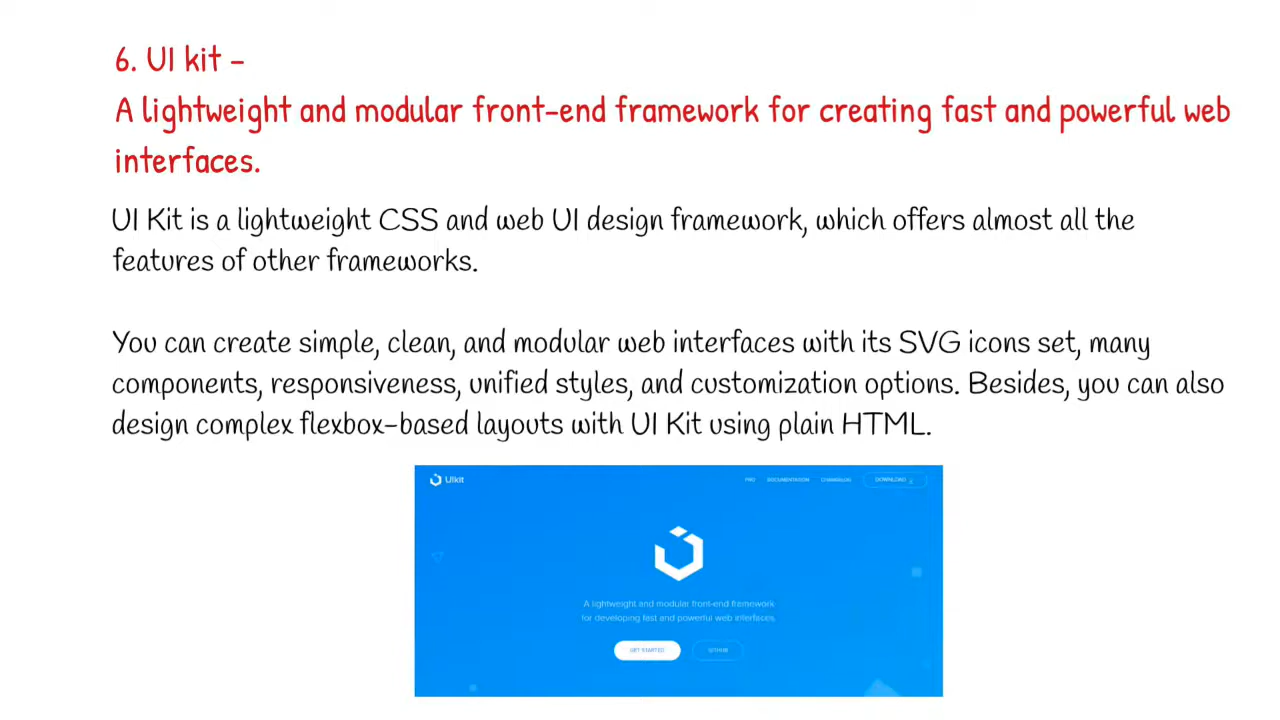 6. UI kit –
A lightweight and modular front-end framework for creating fast and powerful web
interfaces.
UI Kit is a lightweight CSS and web UI design framework, which offers almost all the
features of other frameworks.
You can create simple, clean, and modular web interfaces with its SVG icons set, many
components, responsiveness, unified styles, and customization options. Besides, you can also
design complex flexbox-based layouts with UI Kit using plain HTML.
UIkit PRO DOCUMENTATION CHANGELOG DOWNLOAD
A lightweight and modular front-end framework
for developing fast and powerful web interfaces.
GET STARTED GITHUB